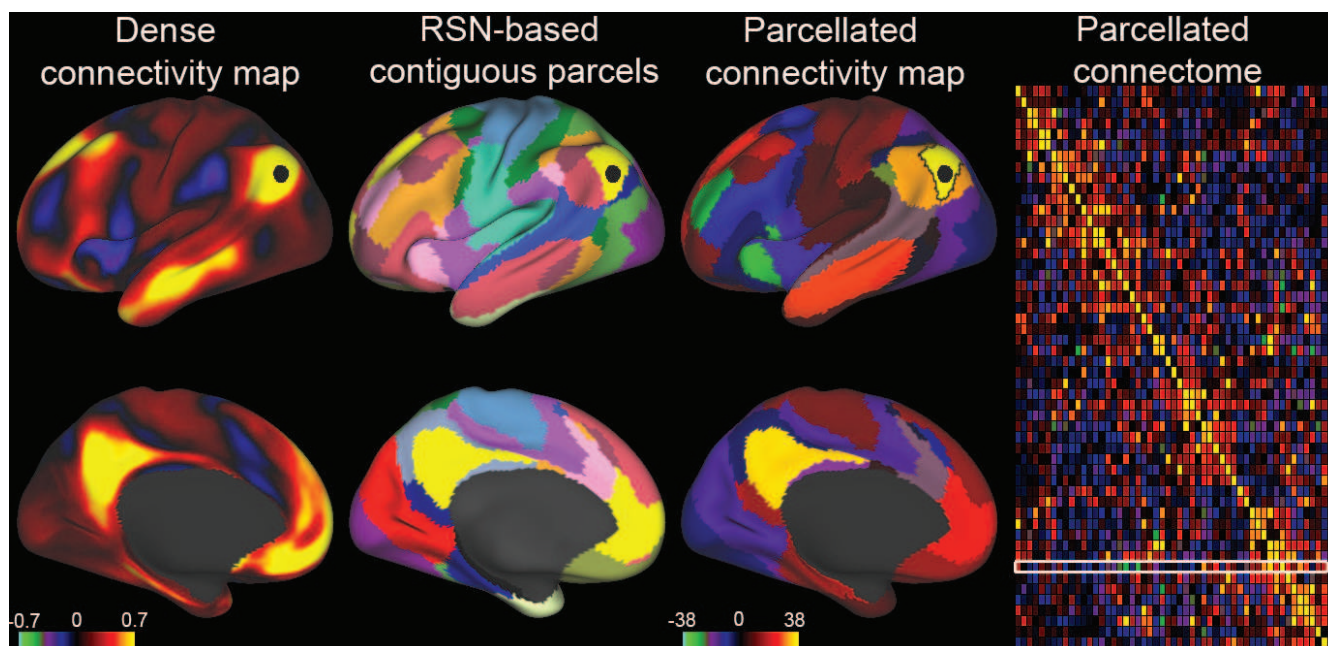 Dense
connectivity map
RSN-based
contiguous parcels
Parcellated
connectivity map
Parcellated
connectome
-0.7 0 0.7
-38 0 38